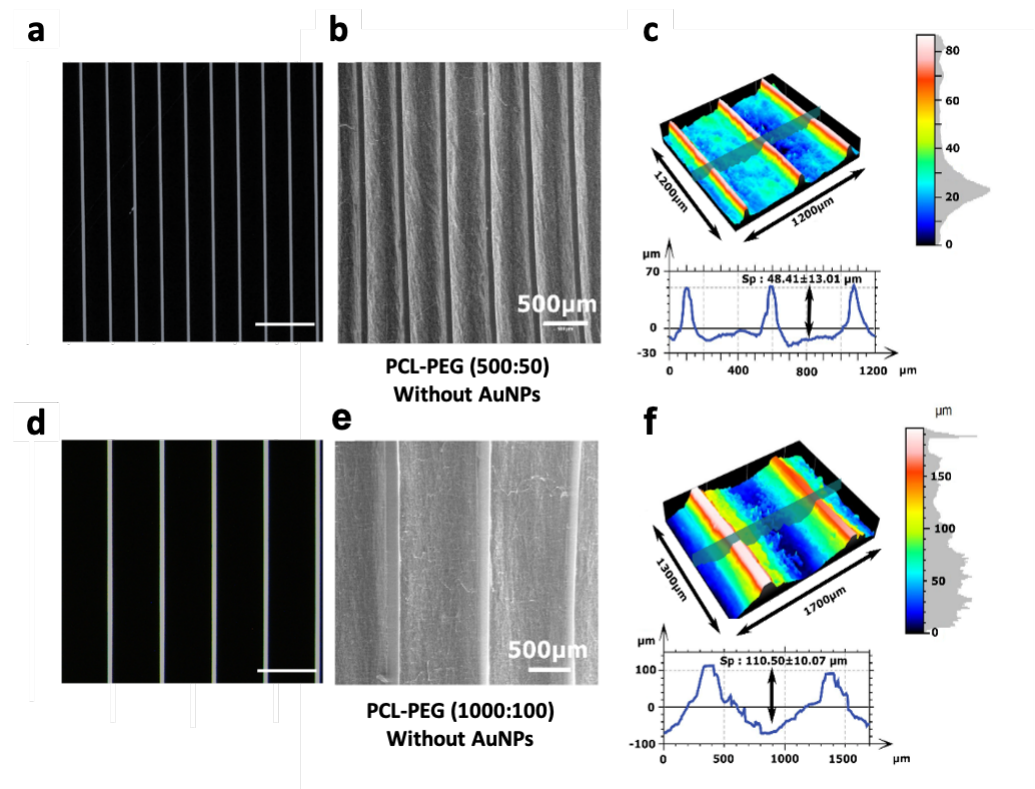 a
b
c
500µm
PCL-PEG (500:50)
Without AuNPs
1200µm
1200µm
80
60
40
20
0
µm
70
0
-30
Sp : 48.41±13.01 µm
0
400
800
1200
µm
d
e
f
500µm
PCL-PEG (1000:100)
Without AuNPs
1300µm
1700µm
µm
150
100
50
0
µm
100
0
-100
Sp : 110.50±10.07 µm
0
500
1000
1500
µm